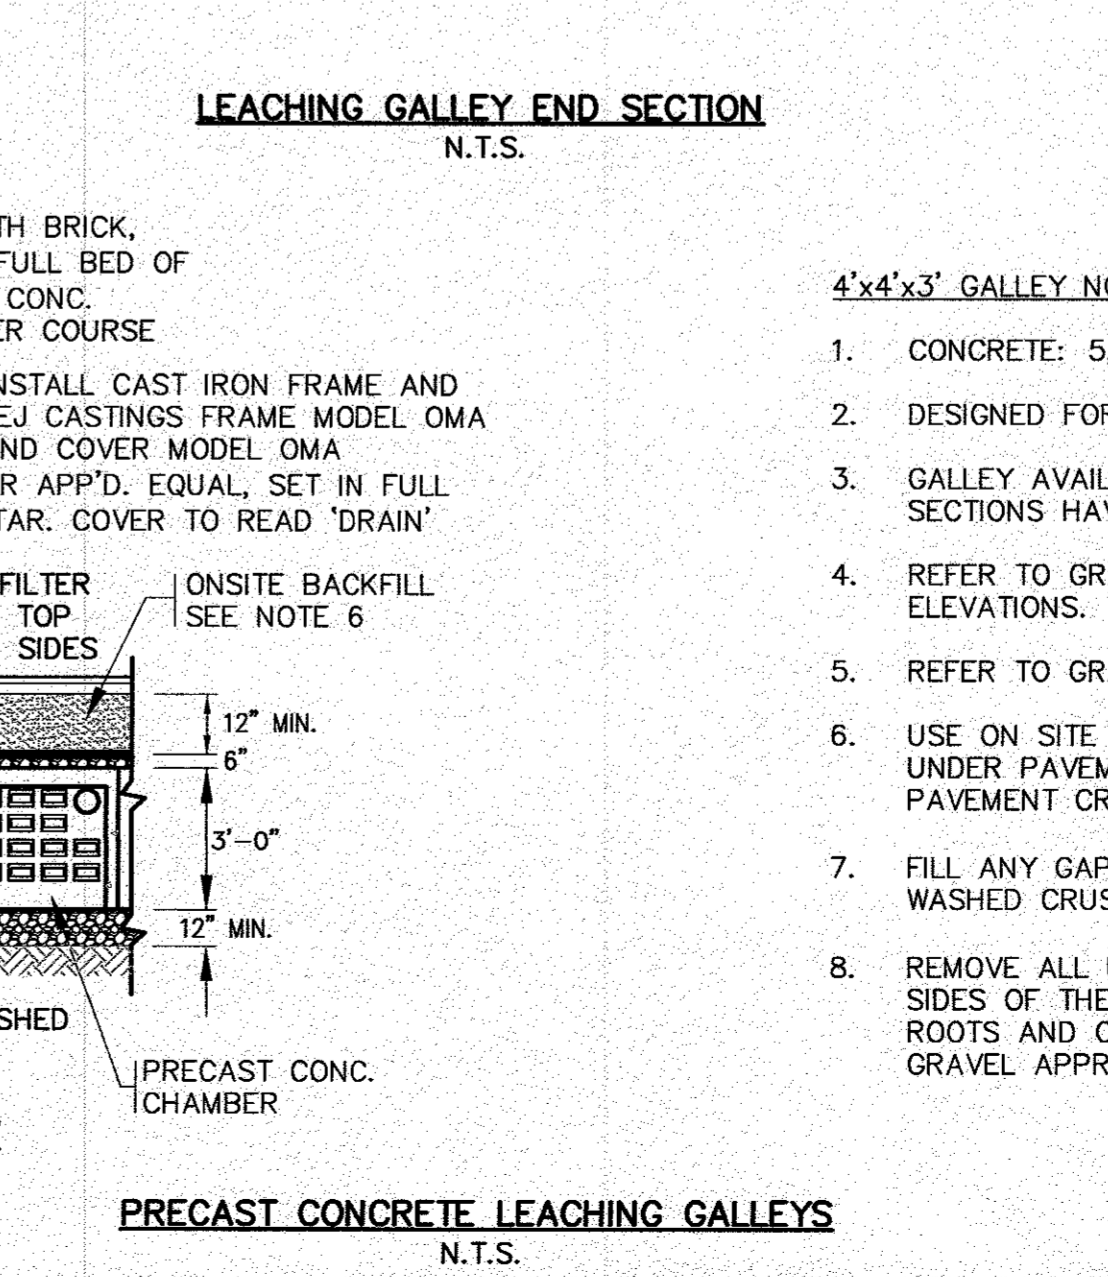 LEACHING GALLEY END SECTION
N.T.S.
TH BRICK,
FULL BED OF
CONC.
ER COURSE
NSTALL CAST IRON FRAME AND
EJ CASTINGS FRAME MODEL OMA
ND COVER MODEL OMA
R APP'D. EQUAL, SET IN FULL
TAR. COVER TO READ 'DRAIN'
FILTER
TOP
SIDES
ONSITE BACKFILL
SEE NOTE 6
12" MIN.
6"
3'-0"
12" MIN.
SHED
PRECAST CONC.
CHAMBER
4'x4'x3' GALLEY NO
1. CONCRETE: 5
2. DESIGNED FOR
3. GALLEY AVAIL
SECTIONS HAV
4. REFER TO GR
ELEVATIONS.
5. REFER TO GR
6. USE ON SITE
UNDER PAVEM
PAVEMENT CR
7. FILL ANY GAP
WASHED CRUS
8. REMOVE ALL
SIDES OF THE
ROOTS AND
GRAVEL APPR
PRECAST CONCRETE LEACHING GALLEYS
N.T.S.